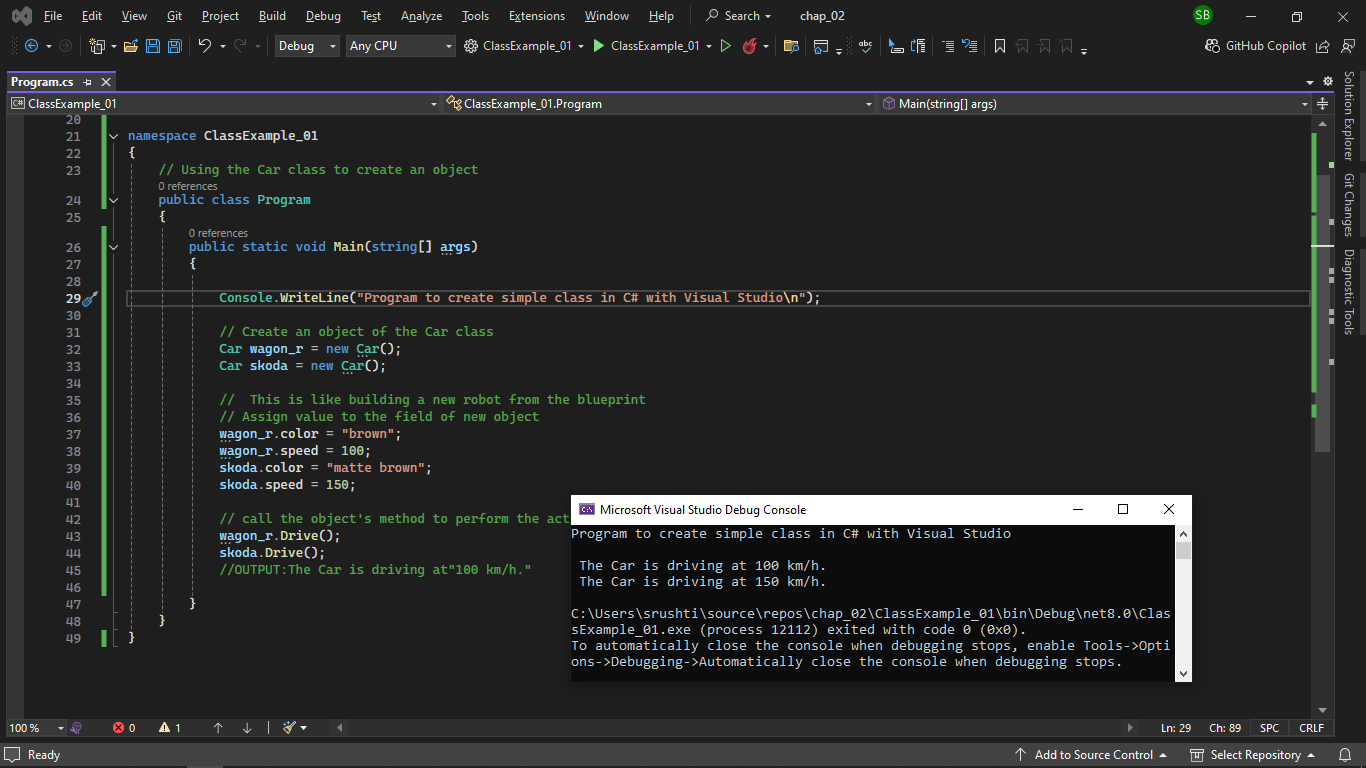 File Edit View Git Project Build Debug Test Analyze Tools Extensions Window Help Search chap_02 SB
Debug Any CPU ClassExample_01 ClassExample_01 abc GitHub Copilot
Program.cs
C# ClassExample_01 ClassExample_01.Program Main(string[] args)
Solution Explorer
Git Changes
Diagnostic Tools
20
21 namespace ClassExample_01
22 {
23 // Using the Car class to create an object
0 references
24 public class Program
25 {
0 references
26 public static void Main(string[] args)
27 {
28
29 Console.WriteLine("Program to create simple class in C# with Visual Studio\n");
30
31 // Create an object of the Car class
32 Car wagon_r = new Car();
33 Car skoda = new Car();
34
35 //  This is like building a new robot from the blueprint
36 // Assign value to the field of new object
37 wagon_r.color = "brown";
38 wagon_r.speed = 100;
39 skoda.color = "matte brown";
40 skoda.speed = 150;
41
42 // call the object's method to perform the act
43 wagon_r.Drive();
44 skoda.Drive();
45 //OUTPUT:The Car is driving at"100 km/h."
46
47 }
48 }
49 }
C:\ Microsoft Visual Studio Debug Console
Program to create simple class in C# with Visual Studio
The Car is driving at 100 km/h.
The Car is driving at 150 km/h.
C:\Users\srushti\source\repos\chap_02\ClassExample_01\bin\Debug\net8.0\Clas
sExample_01.exe (process 12112) exited with code 0 (0x0).
To automatically close the console when debugging stops, enable Tools->Opti
ons->Debugging->Automatically close the console when debugging stops.
100 % 0 1 Ln: 29 Ch: 89 SPC CRLF
Ready Add to Source Control Select Repository